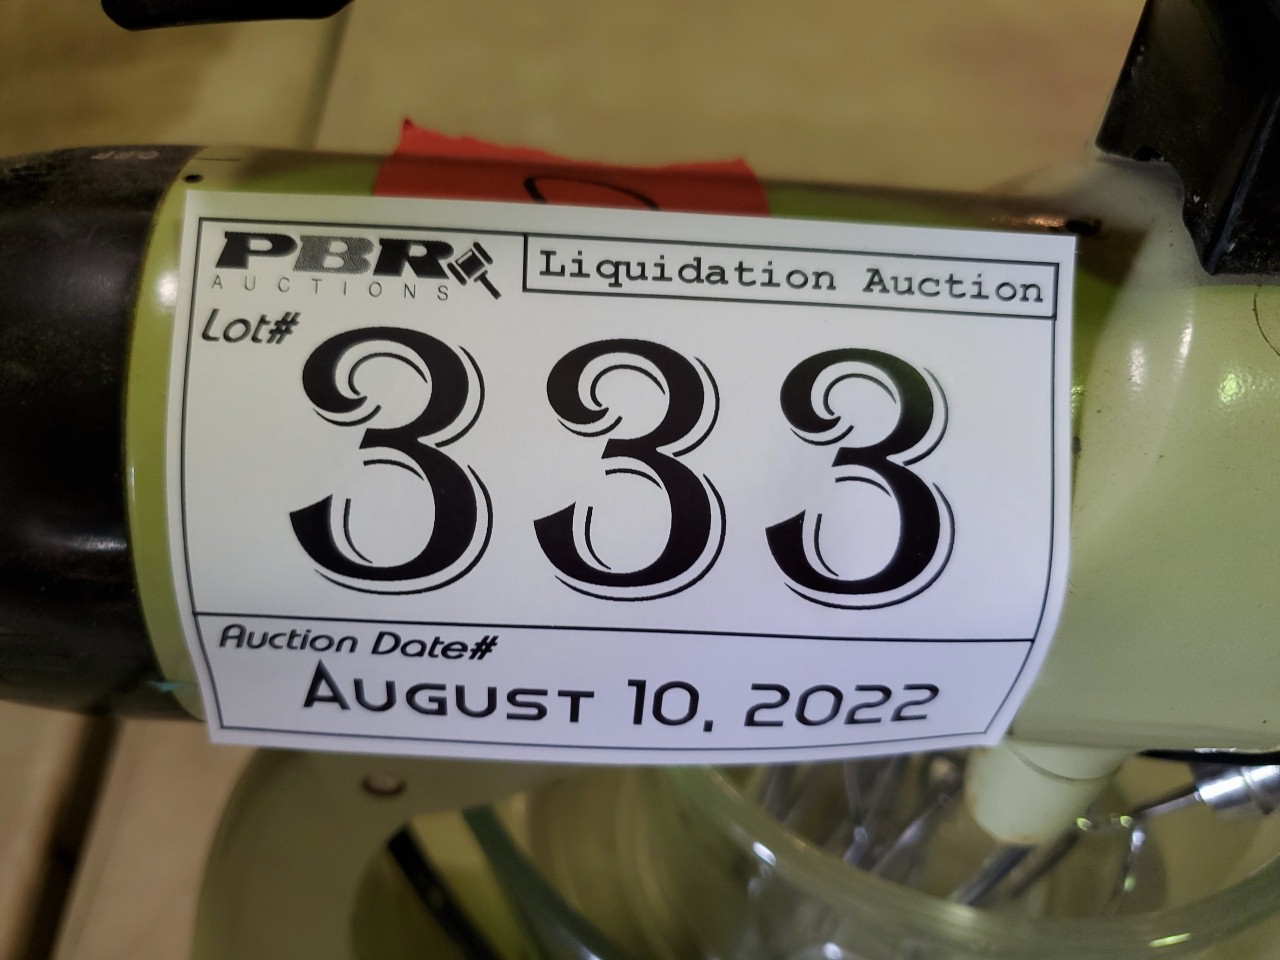 PBR
AUCTIONS
Liquidation Auction
Lot#
333
Auction Date#
August 10, 2022